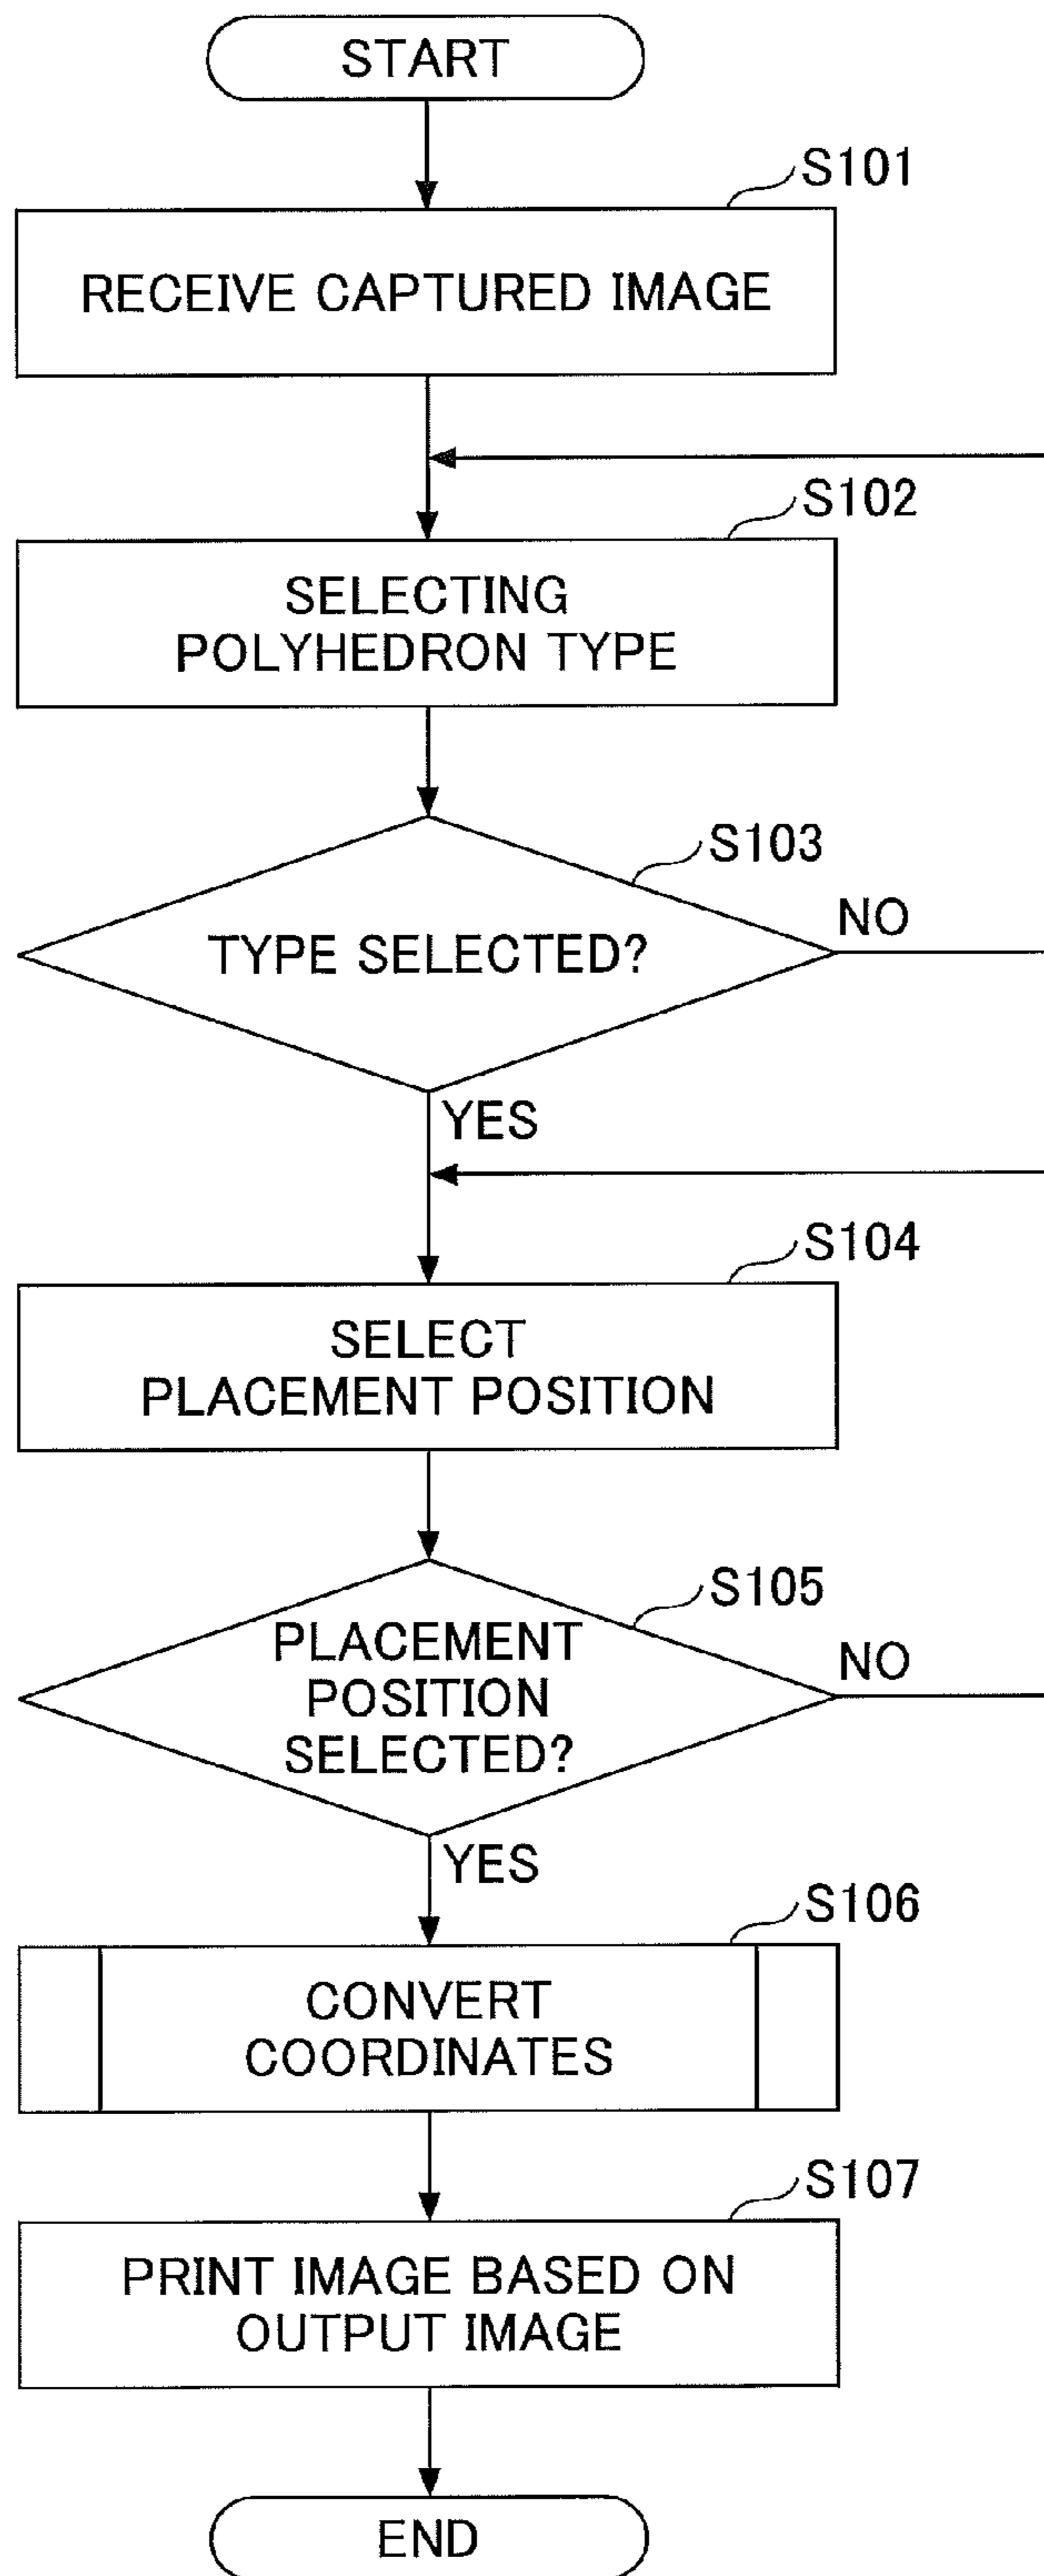 START
S101
RECEIVE CAPTURED IMAGE
S102
SELECTING
POLYHEDRON TYPE
S103
TYPE SELECTED?
NO
YES
S104
SELECT
PLACEMENT POSITION
S105
PLACEMENT
POSITION
SELECTED?
NO
YES
S106
CONVERT
COORDINATES
S107
PRINT IMAGE BASED ON
OUTPUT IMAGE
END